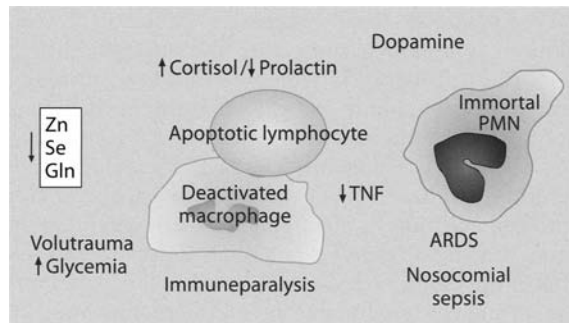 Dopamine
↑ Cortisol/↓ Prolactin
Immortal
PMN
Zn
Se
Gln
↓
Apoptotic lymphocyte
Deactivated
macrophage
↓ TNF
Volutrauma
↑ Glycemia
ARDS
Immuneparalysis
Nosocomial
sepsis